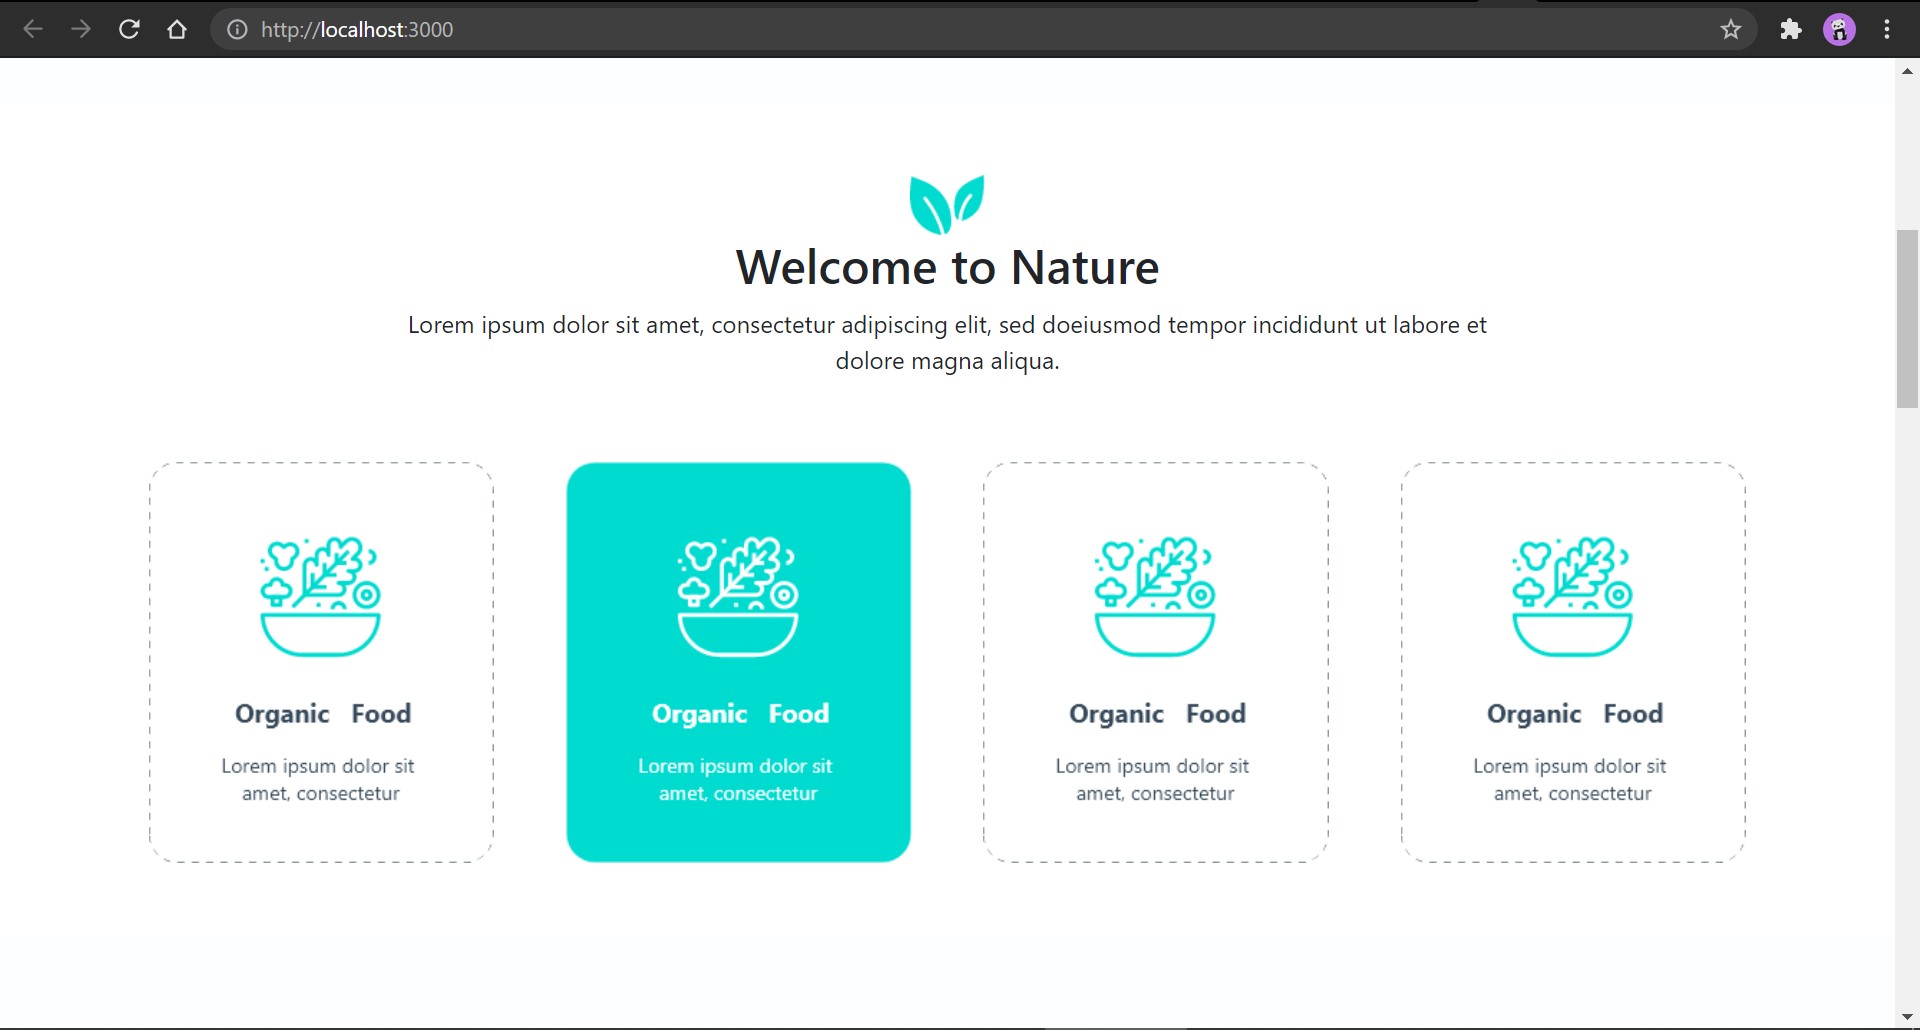 http://localhost:3000
Welcome to Nature
Lorem ipsum dolor sit amet, consectetur adipiscing elit, sed doeiusmod tempor incididunt ut labore et
dolore magna aliqua.
Organic Food
Lorem ipsum dolor sit
amet, consectetur
Organic Food
Lorem ipsum dolor sit
amet, consectetur
Organic Food
Lorem ipsum dolor sit
amet, consectetur
Organic Food
Lorem ipsum dolor sit
amet, consectetur